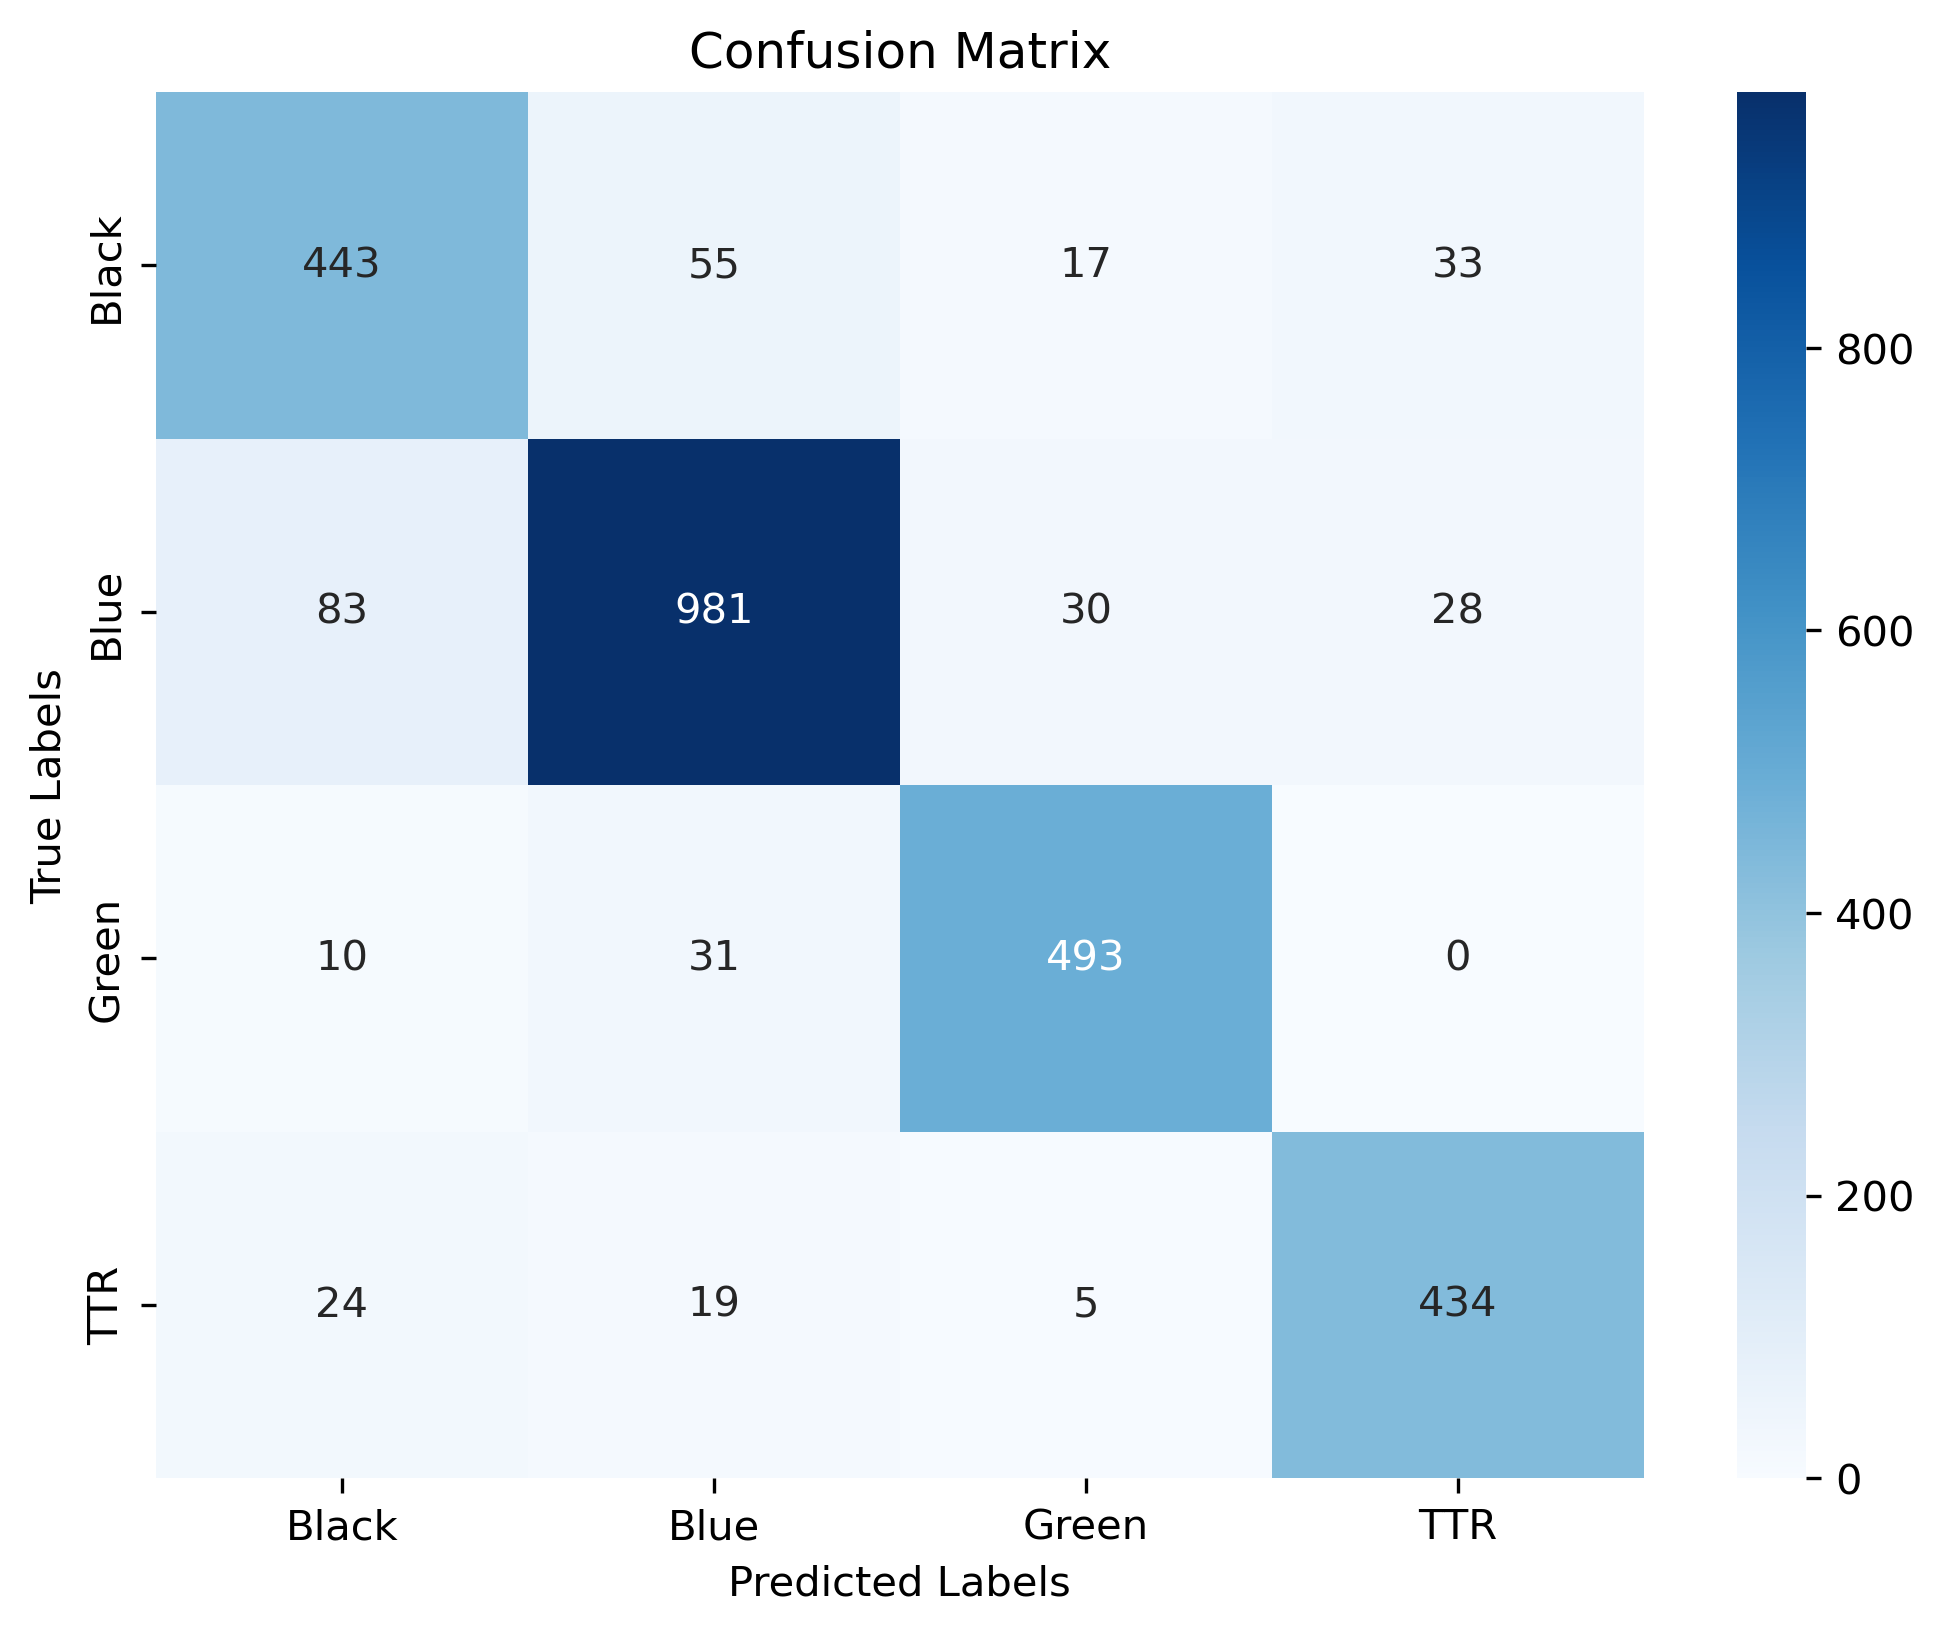 Confusion Matrix
True Labels
Black
443
55
17
33
Blue
83
981
30
28
Green
10
31
493
0
TTR
24
19
5
434
Black
Blue
Green
TTR
Predicted Labels
800
600
400
200
0